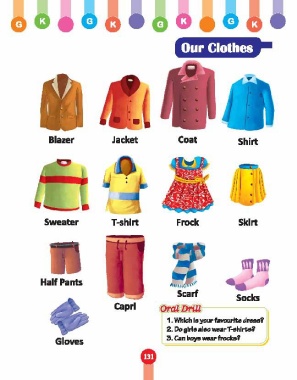 G K G K G K
Our Clothes
Blazer Jacket Coat Shirt
Sweater T-shirt Frock Skirt
Half Pants Capri Scarf Socks
Gloves
Oral Drill
1. Which is your favourite dress?
2. Do girls also wear T-shirts?
3. Can boys wear frocks?
131